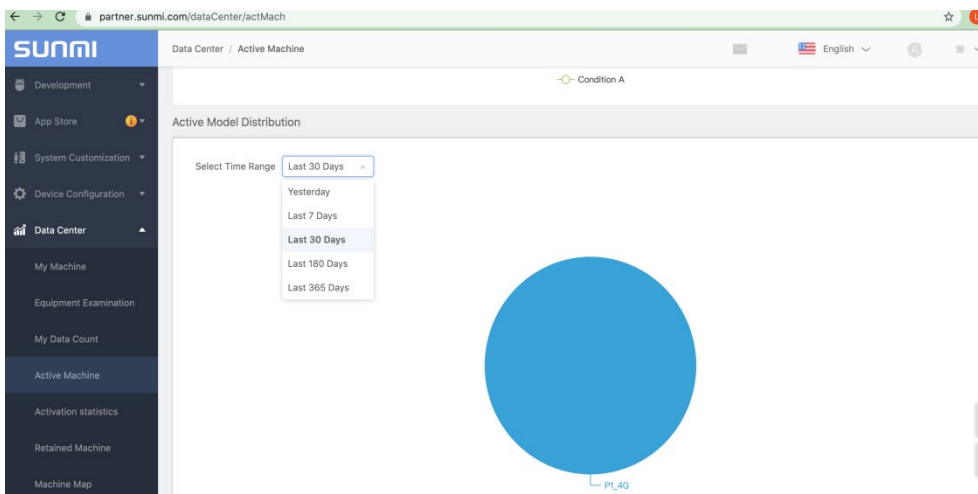 partner.sunmi.com/dataCenter/actMach
SUNMI
Data Center / Active Machine
English
Development
App Store
System Customization
Device Configuration
Data Center
My Machine
Equipment Examination
My Data Count
Active Machine
Activation statistics
Retained Machine
Machine Map
Condition A
Active Model Distribution
Select Time Range Last 30 Days
Yesterday
Last 7 Days
Last 30 Days
Last 180 Days
Last 365 Days
P1_4G